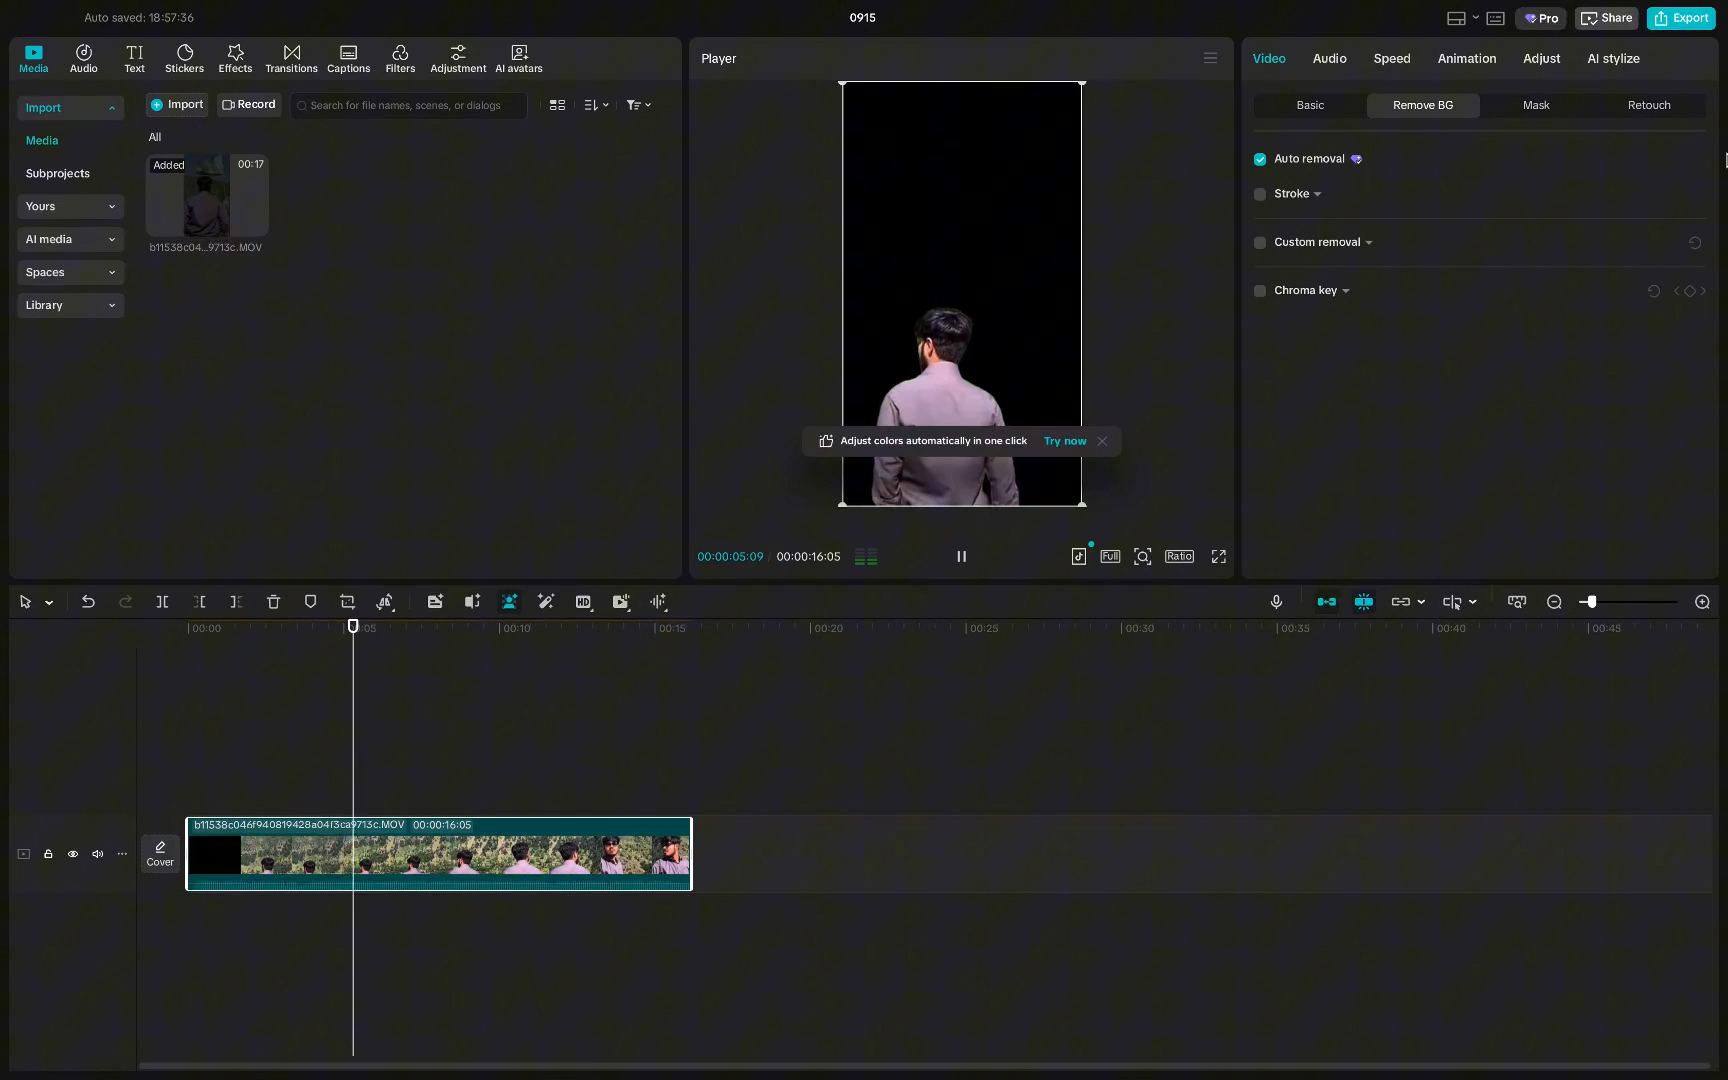 Auto saved: 18:57:36
0915
Pro
Share
Export
Media
Audio
Text
Stickers
Effects
Transitions
Captions
Filters
Adjustment
AI avatars
Import
Media
Subprojects
Yours
AI media
Spaces
Library
Import
Record
Search for file names, scenes, or dialogs
All
Added
00:17
b11538c04...9713c.MOV
Player
Adjust colors automatically in one click
Try now
00:00:05:09 / 00:00:16:05
Full
Ratio
Video
Audio
Speed
Animation
Adjust
AI stylize
Basic
Remove BG
Mask
Retouch
Auto removal
Stroke
Custom removal
Chroma key
HD
00:00
00:05
00:10
00:15
00:20
00:25
00:30
00:35
00:40
00:45
Cover
b11538c046f940819428a04f3ca9713c.MOV 00:00:16:05